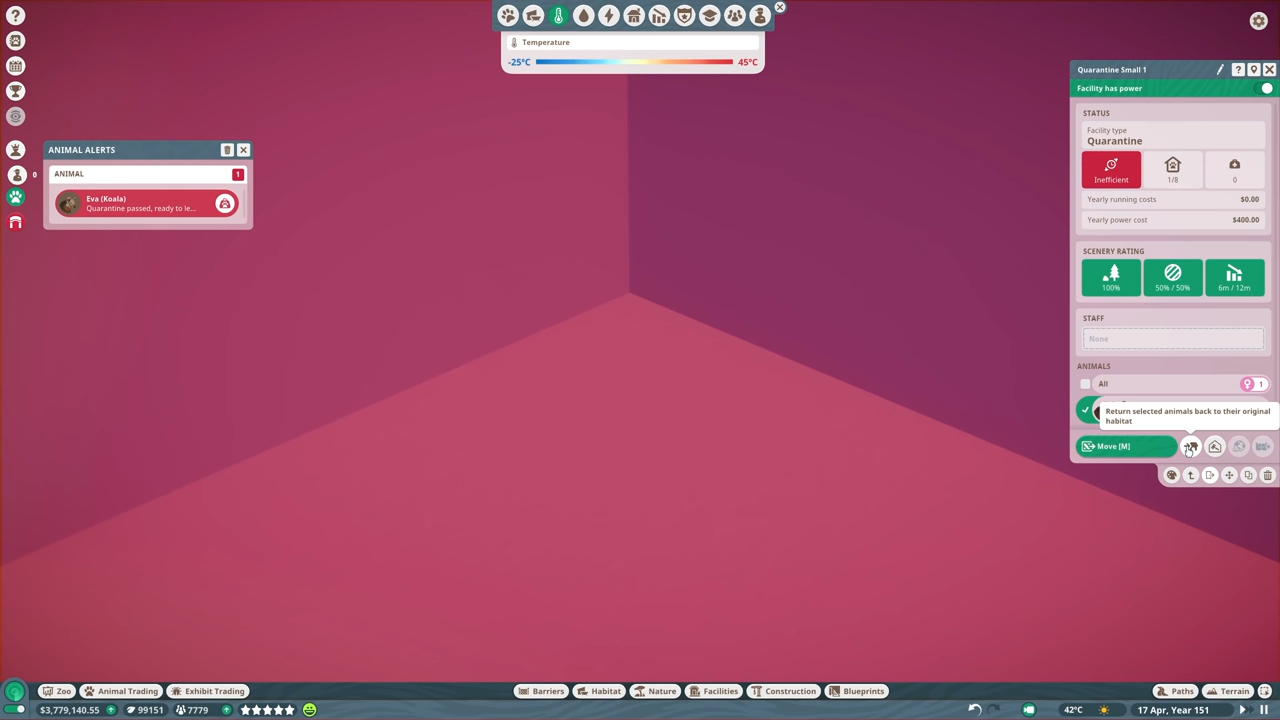 Temperature
-25°C 45°C
ANIMAL ALERTS
ANIMAL 1
Eva (Koala)
Quarantine passed, ready to le...
0
Quarantine Small 1
Facility has power
STATUS
Facility type
Quarantine
Inefficient 1/8 0
Yearly running costs $0.00
Yearly power cost $400.00
SCENERY RATING
100% 50% / 50% 6m / 12m
STAFF
None
ANIMALS
All 1
Return selected animals back to their original
habitat
Move [M]
Zoo Animal Trading Exhibit Trading Barriers Habitat Nature Facilities Construction Blueprints Paths Terrain
$3,779,140.55 99151 7779 42°C 17 Apr, Year 151